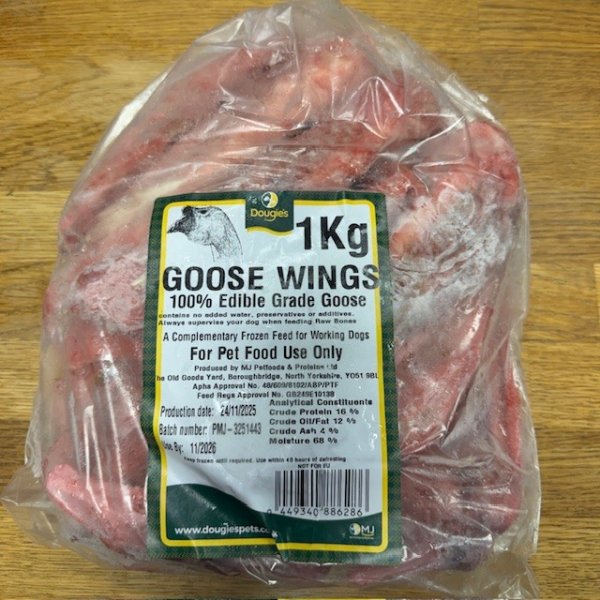 Dougie's
1Kg
GOOSE WINGS
100% Edible Grade Goose
contains no added water, preservatives or additives.
Always supervise your dog when feeding Raw Bones
A Complementary Frozen Feed for Working Dogs
For Pet Food Use Only
Produced by MJ Petfoods & Proteins Ltd
he Old Goods Yard, Boroughbridge, North Yorkshire, YO51 9BL
Apha Approval No. 48/609/8102/ABP/PTF
Feed Regs Approval No. GB249E10138
Analytical Constituents
Production date: 24/11/2025
Crude Protein 16 %
Crude Oil/Fat 12 %
Batch number: PMJ-3251443
Crude Ash 4 %
Use By: 11/2026
Moisture 68 %
Keep frozen until required. Use within 48 hours of defrosting
NOT FOR EU
449340 886286
www.dougiespets.c
MJ